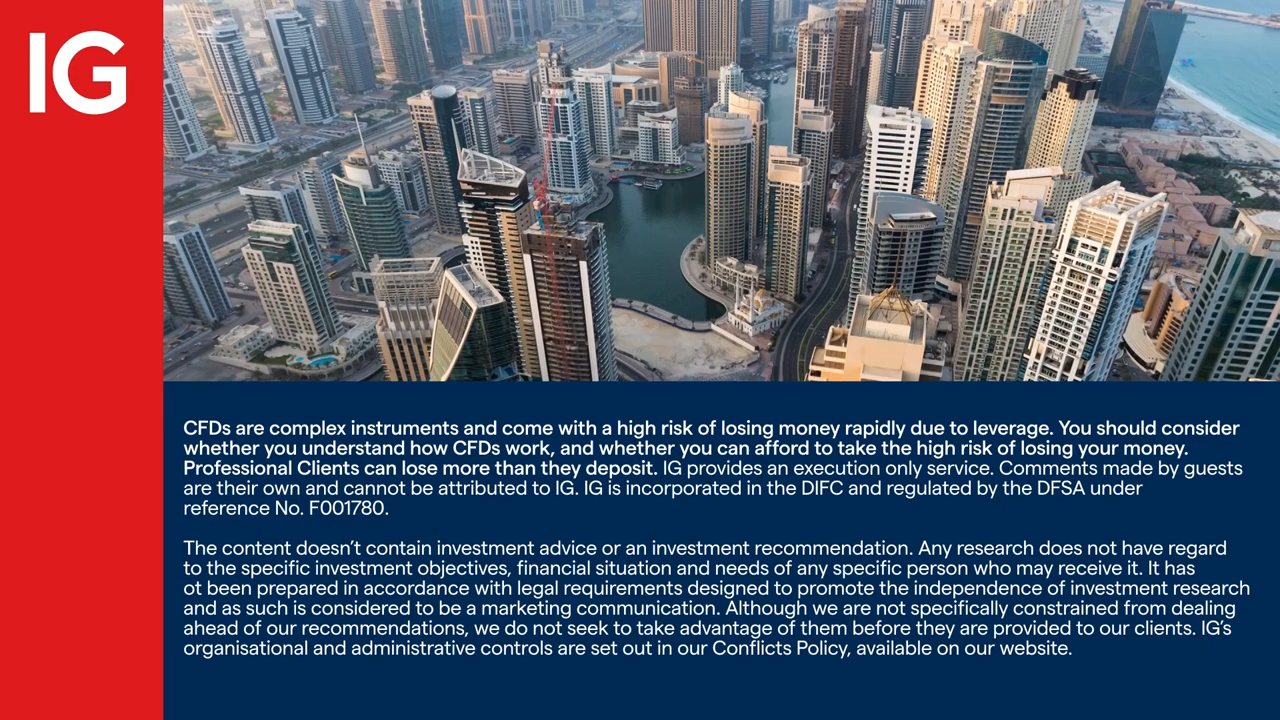 IG
CFDs are complex instruments and come with a high risk of losing money rapidly due to leverage. You should consider
whether you understand how CFDs work, and whether you can afford to take the high risk of losing your money.
Professional Clients can lose more than they deposit. IG provides an execution only service. Comments made by guests
are their own and cannot be attributed to IG. IG is incorporated in the DIFC and regulated by the DFSA under
reference No. F001780.
The content doesn’t contain investment advice or an investment recommendation. Any research does not have regard
to the specific investment objectives, financial situation and needs of any specific person who may receive it. It has
ot been prepared in accordance with legal requirements designed to promote the independence of investment research
and as such is considered to be a marketing communication. Although we are not specifically constrained from dealing
ahead of our recommendations, we do not seek to take advantage of them before they are provided to our clients. IG’s
organisational and administrative controls are set out in our Conflicts Policy, available on our website.